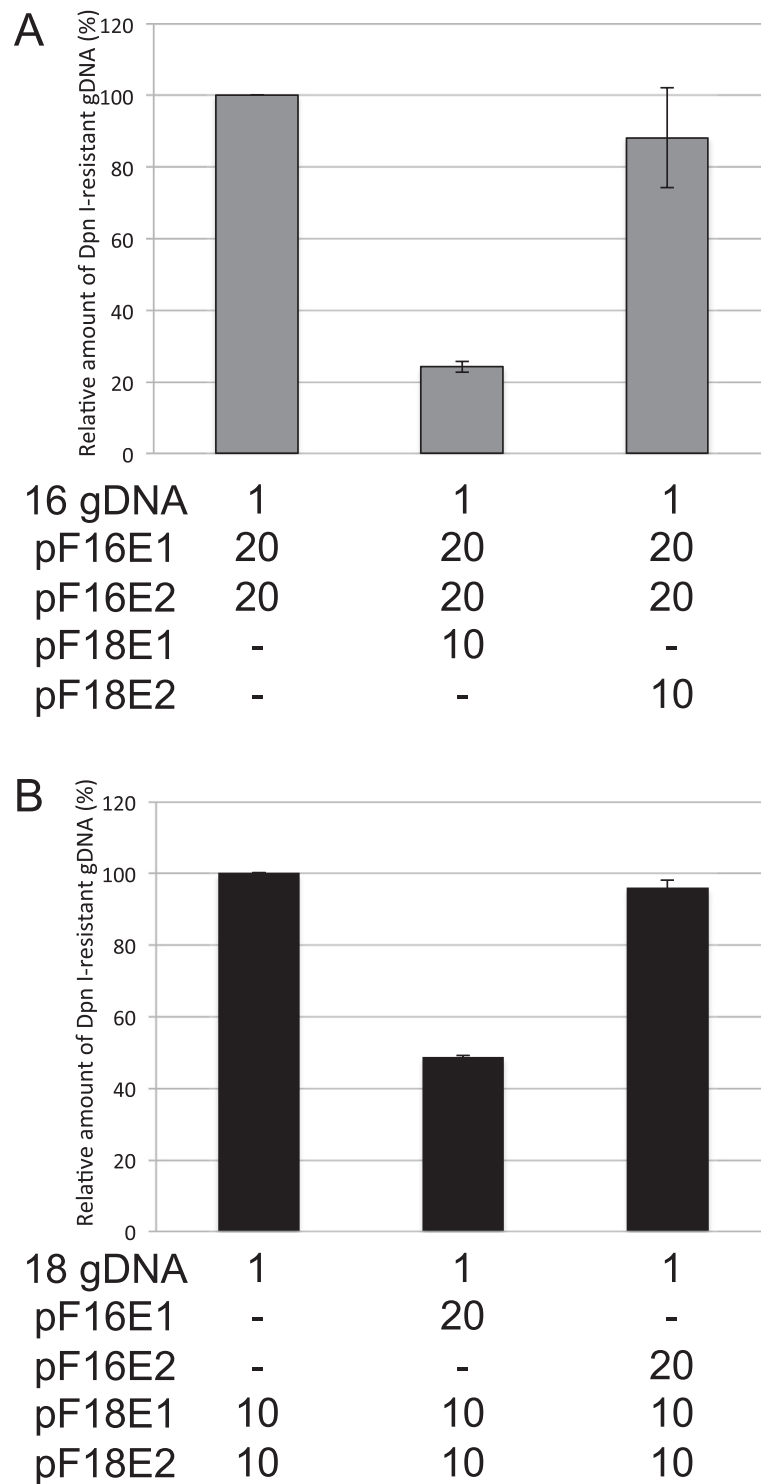 A
Relative amount of Dpn I-resistant gDNA (%)
120
100
80
60
40
20
0
16 gDNA 1 1 1
pF16E1 20 20 20
pF16E2 20 20 20
pF18E1 - 10 -
pF18E2 - - 10
B
Relative amount of Dpn I-resistant gDNA (%)
120
100
80
60
40
20
0
18 gDNA 1 1 1
pF16E1 - 20 -
pF16E2 - - 20
pF18E1 10 10 10
pF18E2 10 10 10